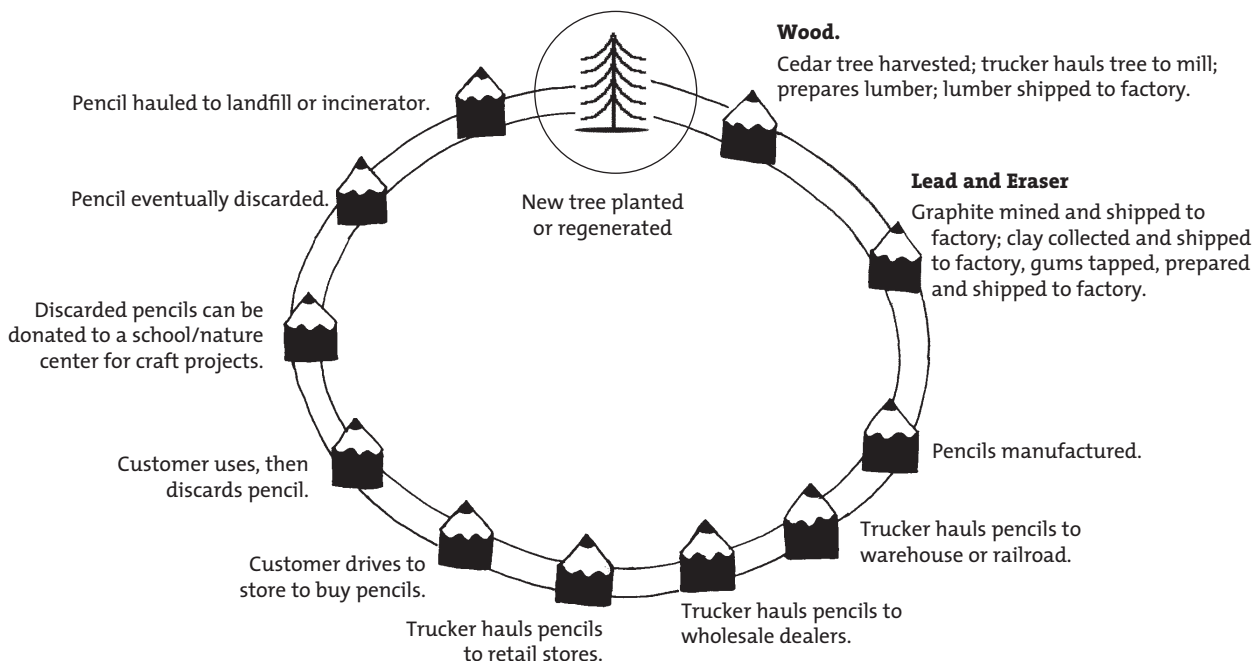 Wood.
Cedar tree harvested; trucker hauls tree to mill;
prepares lumber; lumber shipped to factory.
Lead and Eraser
Graphite mined and shipped to
factory; clay collected and shipped
to factory, gums tapped, prepared
and shipped to factory.
Pencils manufactured.
Trucker hauls pencils to
warehouse or railroad.
Trucker hauls pencils to
wholesale dealers.
Trucker hauls pencils
to retail stores.
Customer drives to
store to buy pencils.
Customer uses, then
discards pencil.
Discarded pencils can be
donated to a school/nature
center for craft projects.
Pencil eventually discarded.
Pencil hauled to landfill or incinerator.
New tree planted
or regenerated